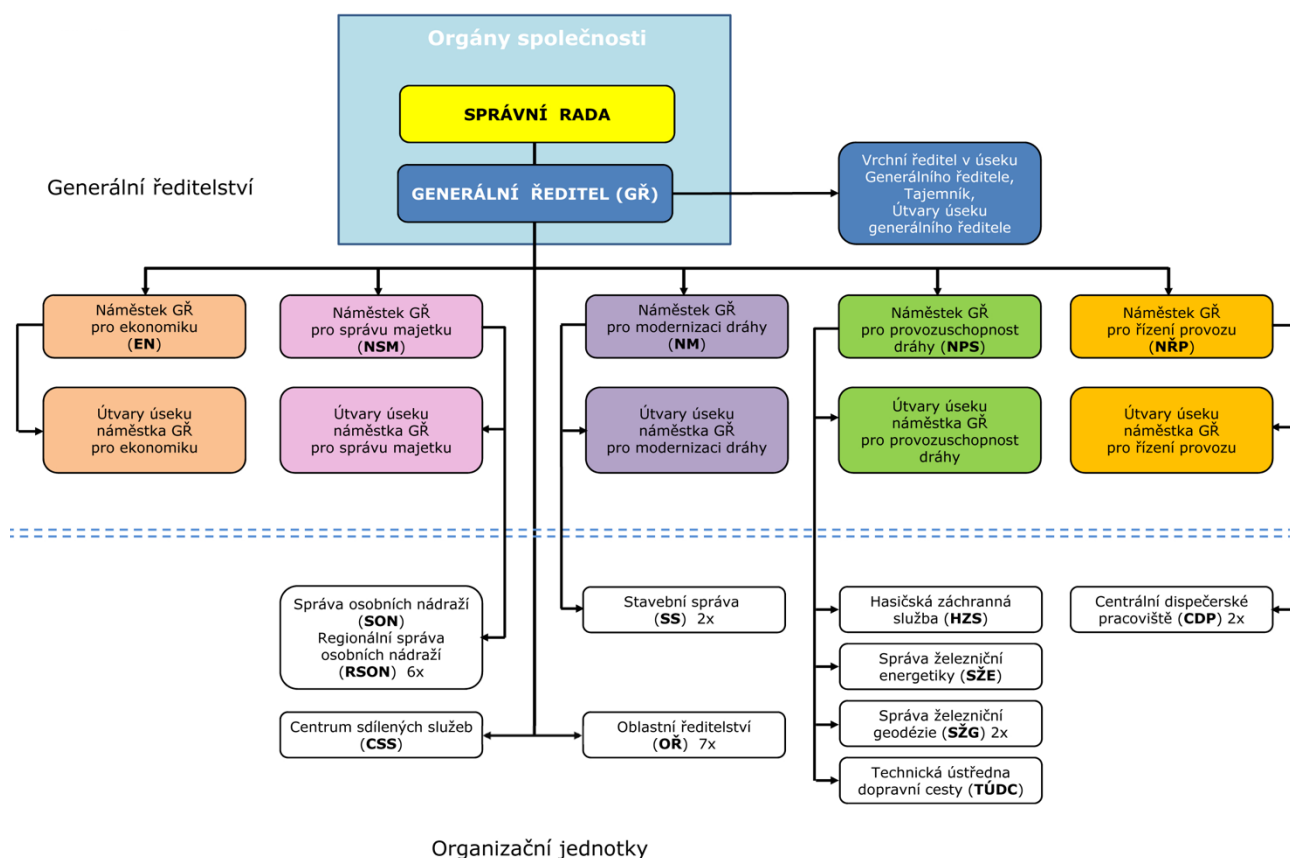 Orgány společnosti
SPRÁVNÍ RADA
GENERÁLNÍ ŘEDITEL (GŘ)
Generální ředitelství
Vrchní ředitel v úseku
Generálního ředitele,
Tajemník,
Útvary úseku
generálního ředitele
Náměstek GŘ
pro ekonomiku
(EN)
Náměstek GŘ
pro správu majetku
(NSM)
Náměstek GŘ
pro modernizaci dráhy
(NM)
Náměstek GŘ
pro provozuschopnost
dráhy (NPS)
Náměstek GŘ
pro řízení provozu
(NŘP)
Útvary úseku
náměstka GŘ
pro ekonomiku
Útvary úseku
náměstka GŘ
pro správu majetku
Útvary úseku
náměstka GŘ
pro modernizaci dráhy
Útvary úseku
náměstka GŘ
pro provozuschopnost
dráhy
Útvary úseku
náměstka GŘ
pro řízení provozu
Správa osobních nádraží
(SON)
Regionální správa
osobních nádraží
(RSON) 6x
Stavební správa
(SS) 2x
Hasičská záchranná
služba (HZS)
Centrální dispečerské
pracoviště (CDP) 2x
Správa železniční
energetiky (SŽE)
Centrum sdílených služeb
(CSS)
Oblastní ředitelství
(OŘ) 7x
Správa železniční
geodézie (SŽG) 2x
Technická ústředna
dopravní cesty (TÚDC)
Organizační jednotky